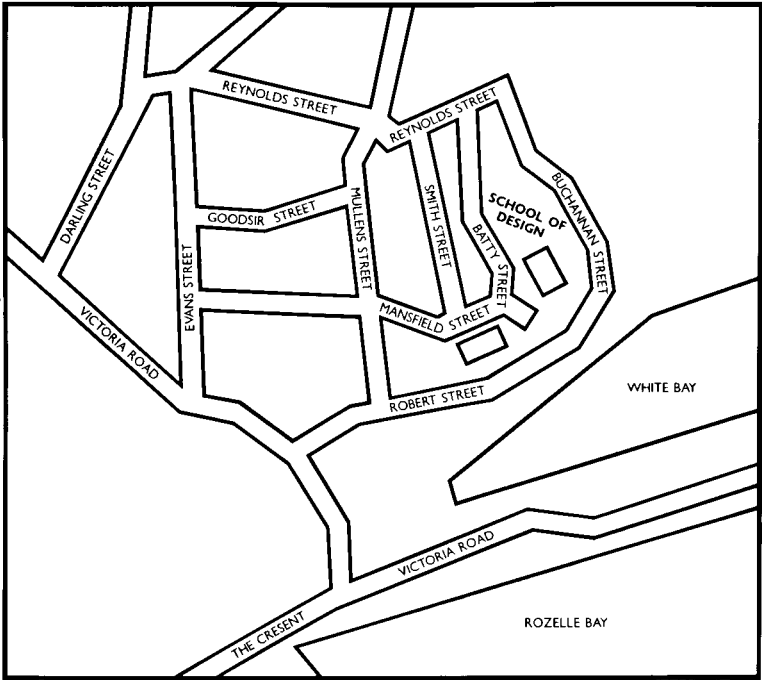 REYNOLDS STREET
REYNOLDS STREET
DARLING STREET
GOODSIR STREET
MULLENS STREET
SMITH STREET
SCHOOL OF
DESIGN
BUCHANNAN STREET
BATTY STREET
EVANS STREET
MANSFIELD STREET
VICTORIA ROAD
ROBERT STREET
WHITE BAY
VICTORIA ROAD
THE CRESENT
ROZELLE BAY